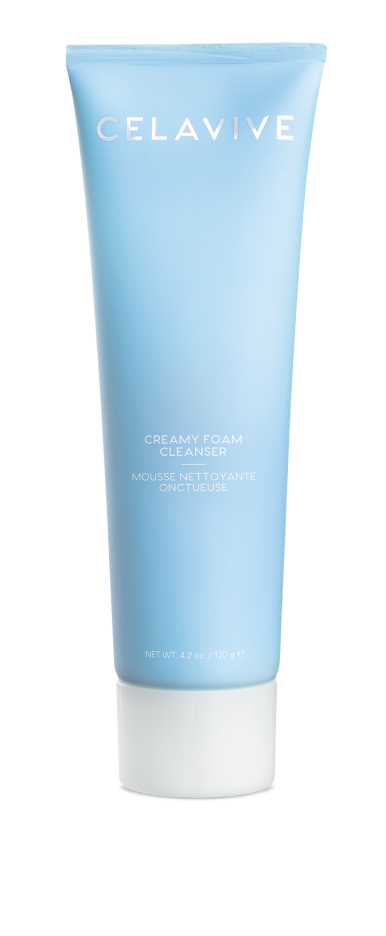 CELAVIVE
CREAMY FOAM
CLEANSER
MOUSSE NETTOYANTE
ONCTUEUSE
NET WT. 4.2 oz. / 120 g ℮